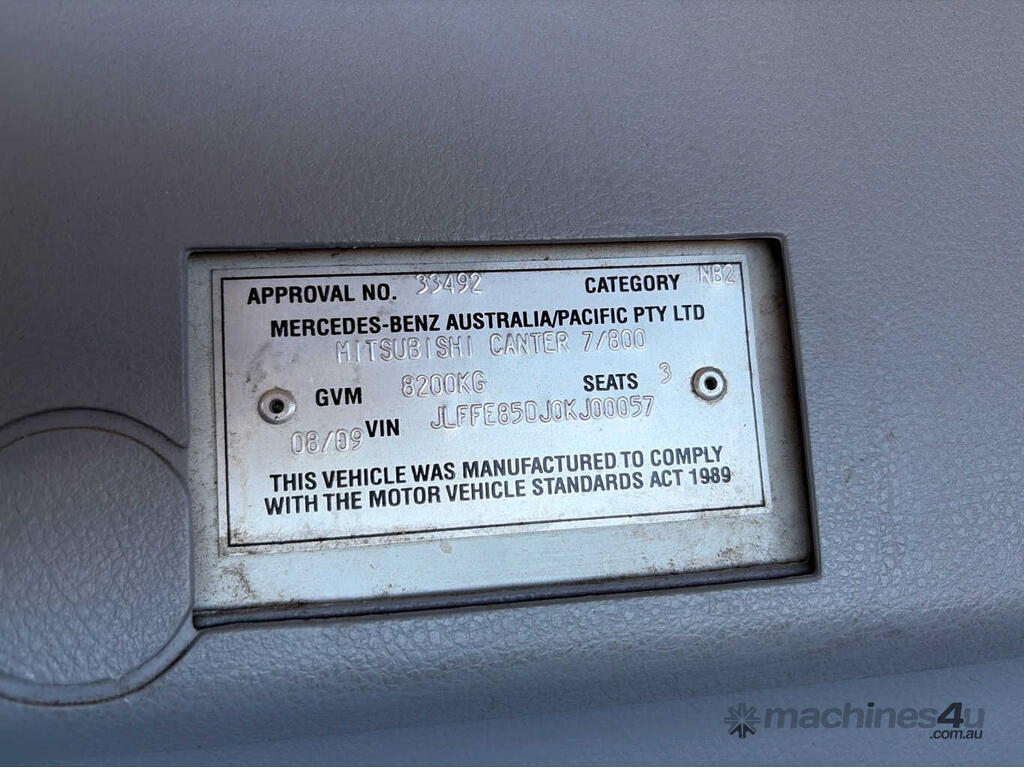 APPROVAL NO. 33492 CATEGORY NB2
MERCEDES-BENZ AUSTRALIA/PACIFIC PTY LTD
MITSUBISHI CANTER 7/800
GVM 8200KG SEATS 3
08/09 VIN JLFFE85DJ0KJ00057
THIS VEHICLE WAS MANUFACTURED TO COMPLY
WITH THE MOTOR VEHICLE STANDARDS ACT 1989
machines4u
.com.au